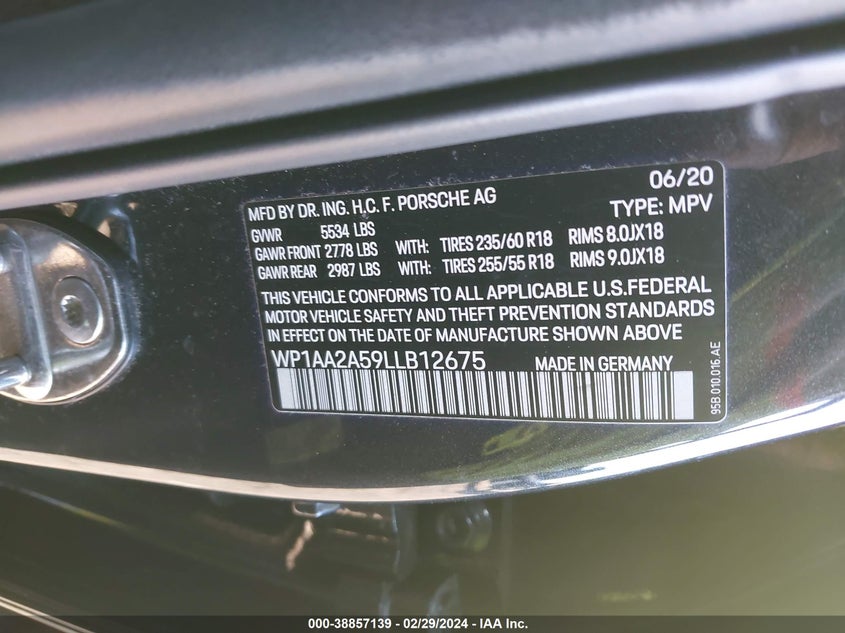 06/20
MFD BY DR. ING. H.C. F. PORSCHE AG
TYPE: MPV
GVWR 5534 LBS
GAWR FRONT 2778 LBS WITH: TIRES 235/60 R18 RIMS 8.0JX18
GAWR REAR 2987 LBS WITH: TIRES 255/55 R18 RIMS 9.0JX18
THIS VEHICLE CONFORMS TO ALL APPLICABLE U.S.FEDERAL
MOTOR VEHICLE SAFETY AND THEFT PREVENTION STANDARDS
IN EFFECT ON THE DATE OF MANUFACTURE SHOWN ABOVE
WP1AA2A59LLB12675 MADE IN GERMANY
95B.010.016.AE
000-38857139 - 02/29/2024 - IAA Inc.